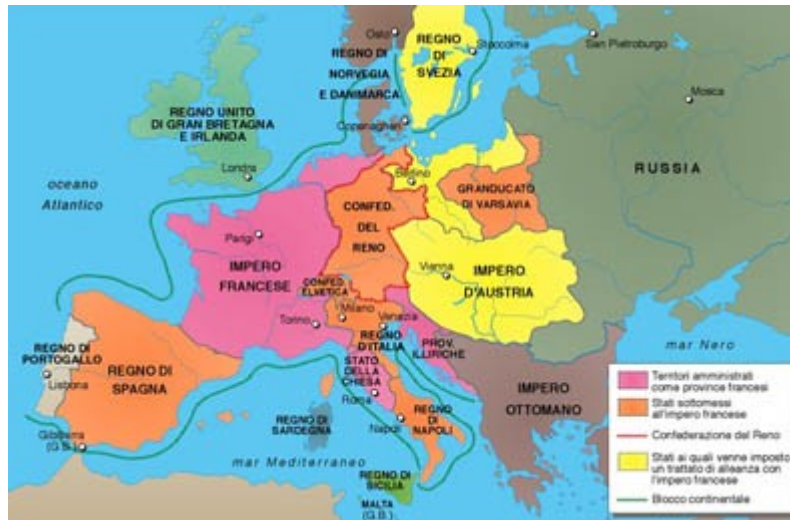 Oslo
REGNO DI
NORVEGIA
E DANIMARCA
REGNO
DI
SVEZIA
Stoccolma
San Pietroburgo
Mosca
REGNO UNITO
DI GRAN BRETAGNA
E IRLANDA
Londra
Copenaghen
oceano
Atlantico
Berlino
GRANDUCATO
DI VARSAVIA
RUSSIA
CONFED.
DEL
RENO
Parigi
IMPERO
FRANCESE
Vienna
IMPERO
D'AUSTRIA
CONFED.
ELVETICA
Milano
Venezia
Torino
REGNO
D'ITALIA
PROV.
ILLIRICHE
STATO
DELLA
CHIESA
Roma
REGNO DI
PORTOGALLO
Lisbona
REGNO DI
SPAGNA
Gibilterra
(G.B.)
REGNO DI
SARDEGNA
Napoli
REGNO DI
NAPOLI
mar Mediterraneo
REGNO DI
SICILIA
MALTA
(G.B.)
IMPERO
OTTOMANO
mar Nero
Territori amministrati
come province francesi
Stati sottomessi
all'impero francese
Confederazione del Reno
Stati ai quali venne imposto
un trattato di alleanza con
l'impero francese
Blocco continentale